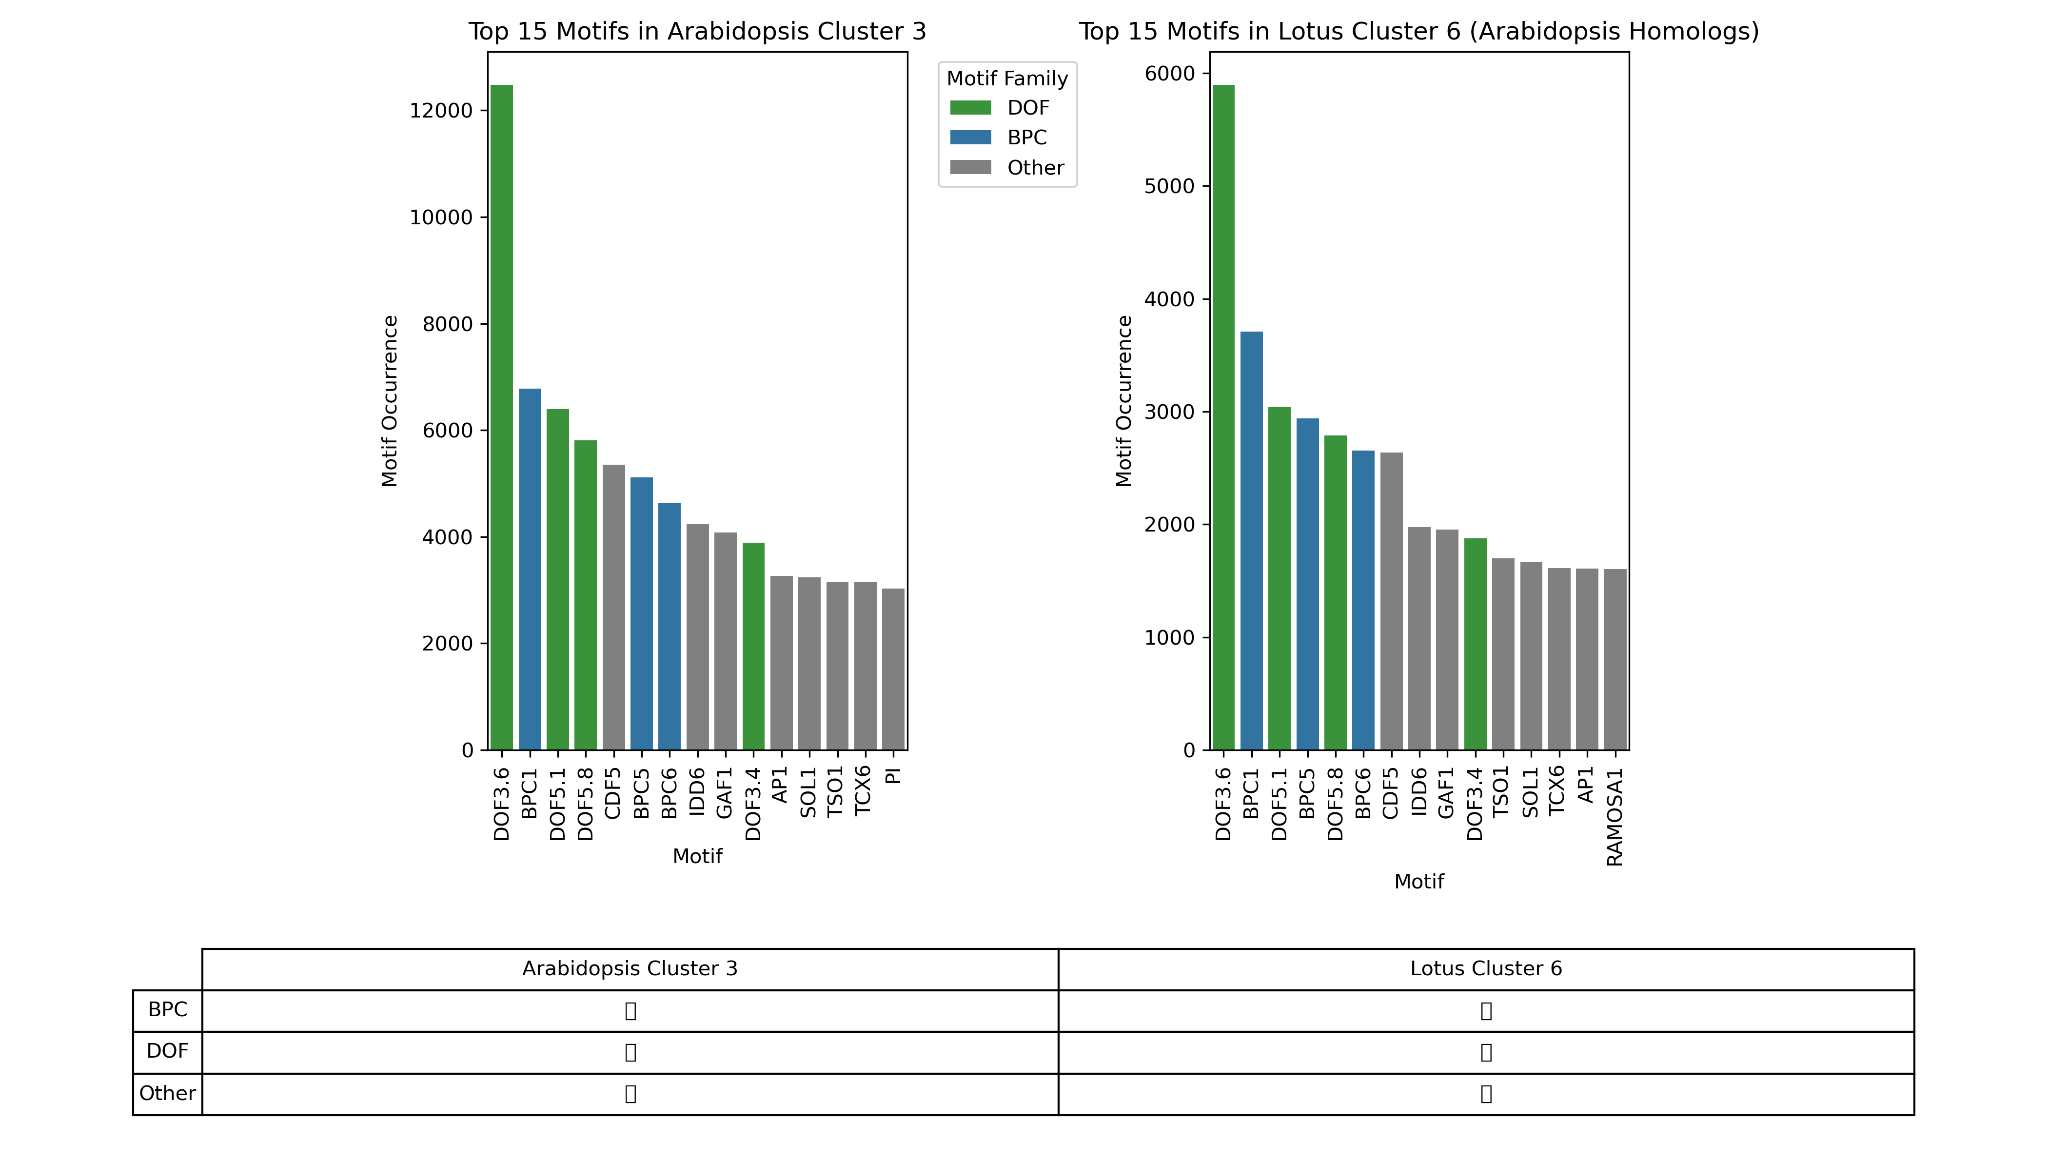 Top 15 Motifs in Arabidopsis Cluster 3
Motif Occurrence
12000
10000
8000
6000
4000
2000
0
DOF3.6
BPC1
DOF5.1
DOF5.8
CDF5
BPC5
BPC6
IDD6
GAF1
DOF3.4
AP1
SOL1
TSO1
TCX6
PI
Motif
Motif Family
DOF
BPC
Other
Top 15 Motifs in Lotus Cluster 6 (Arabidopsis Homologs)
Motif Occurrence
6000
5000
4000
3000
2000
1000
0
DOF3.6
BPC1
DOF5.1
BPC5
DOF5.8
BPC6
CDF5
IDD6
GAF1
DOF3.4
TSO1
SOL1
TCX6
AP1
RAMOSA1
Motif
Arabidopsis Cluster 3 Lotus Cluster 6
BPC
DOF
Other